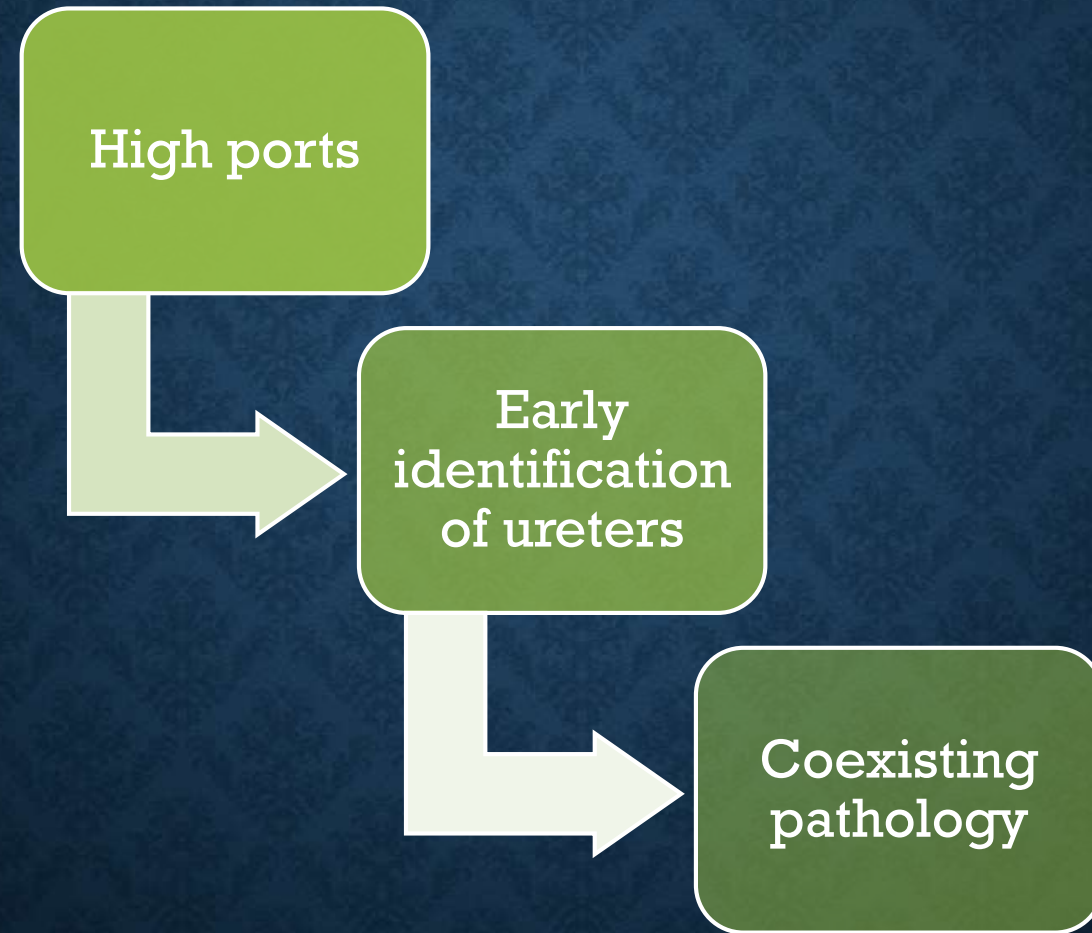 High ports
Early
identification
of ureters
Coexisting
pathology